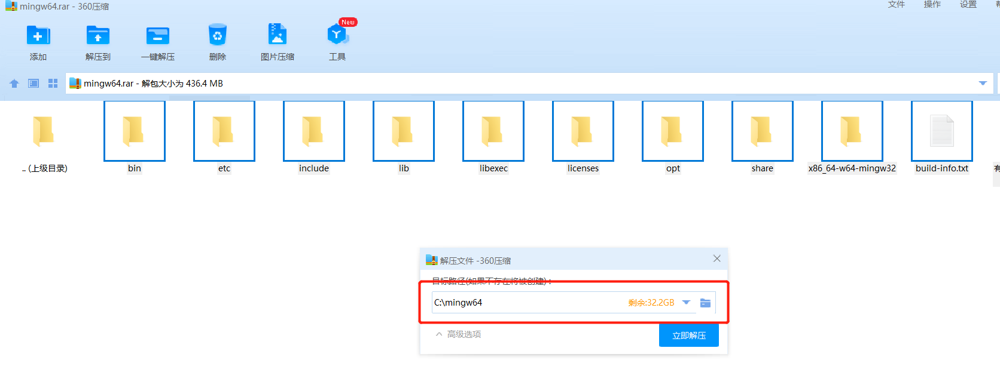 mingw64.rar - 360压缩
文件 操作 设置
New
添加 解压到 一键解压 删除 图片压缩 工具
mingw64.rar - 解包大小为 436.4 MB
.. (上级目录) bin etc include lib libexec licenses opt share x86_64-w64-mingw32 build-info.txt 有
解压文件 -360压缩
目标路径(如果不存在将被创建) :
C:\mingw64 剩余:32.2GB
高级选项 立即解压